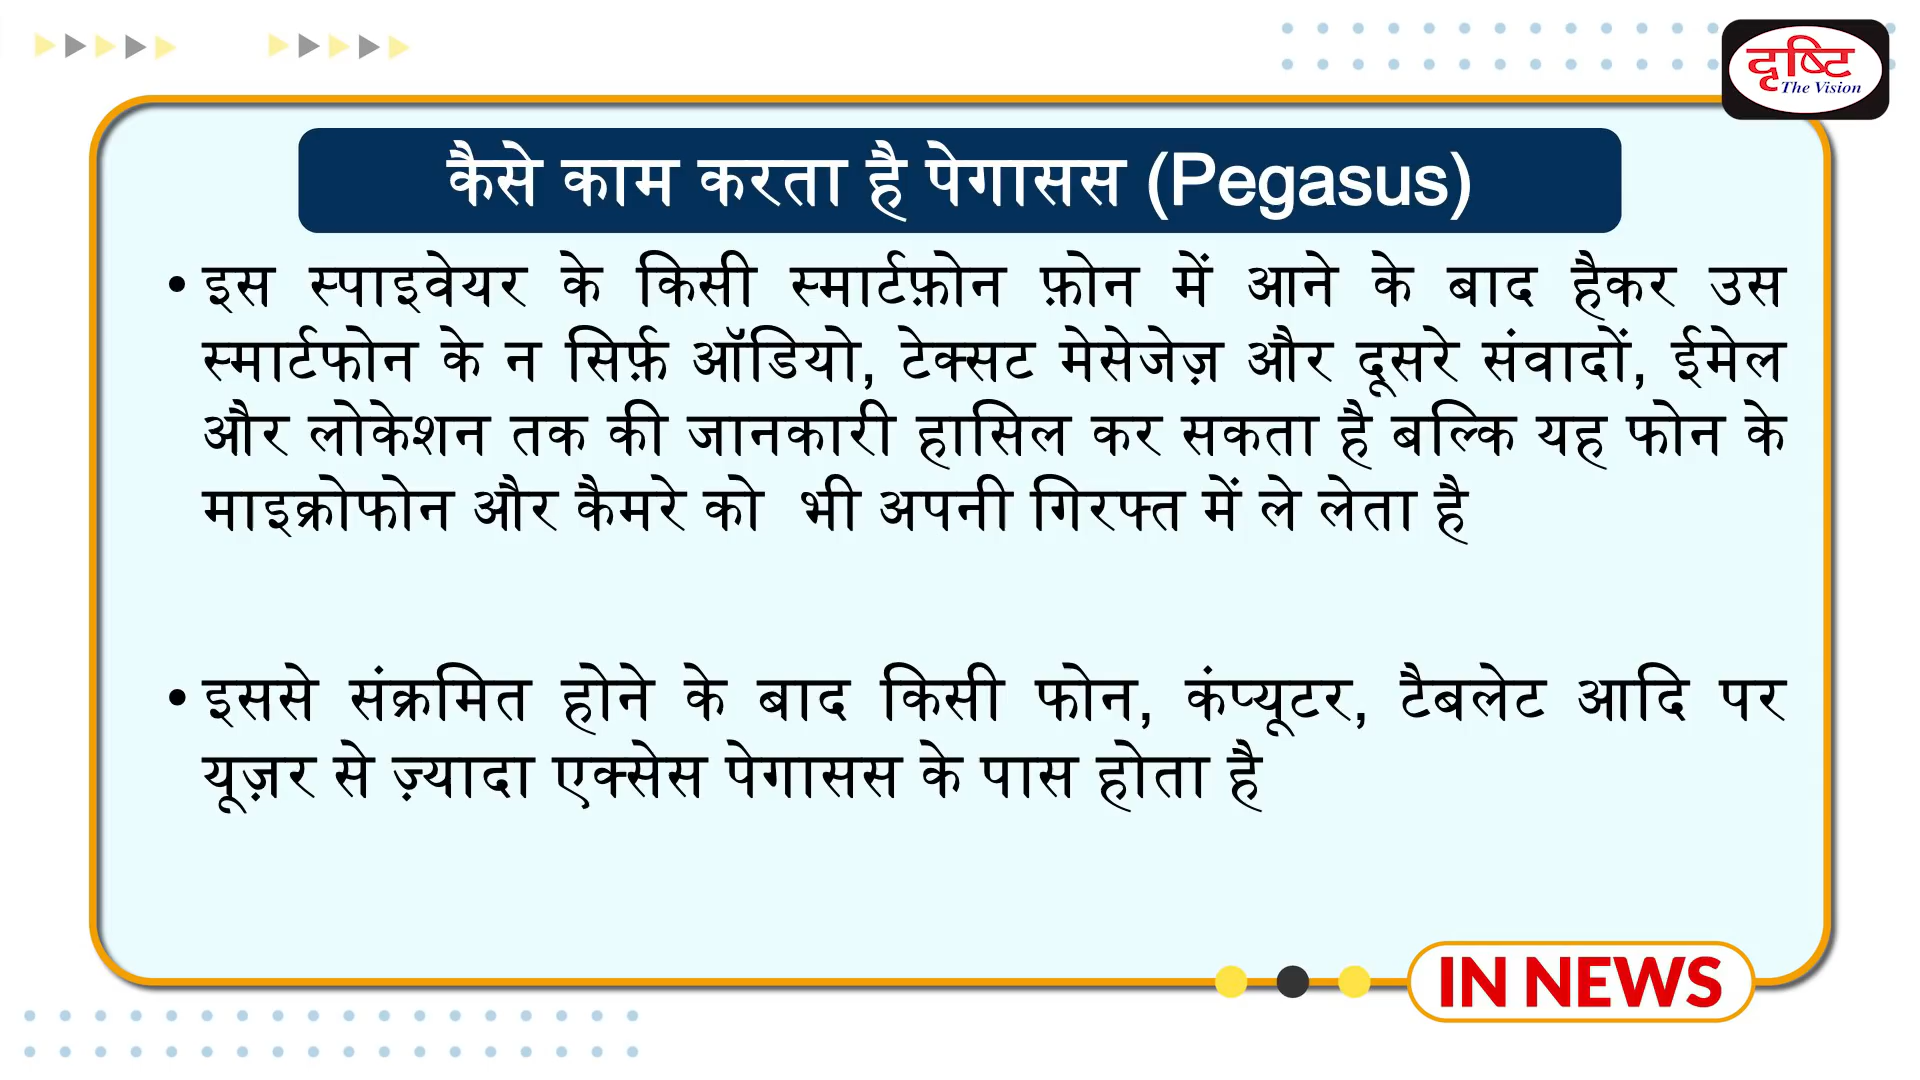 दृष्टि
The Vision
कैसे काम करता है पेगासस (Pegasus)
• इस स्पाइवेयर के किसी स्मार्टफ़ोन फ़ोन में आने के बाद हैकर उस
स्मार्टफोन के न सिर्फ़ ऑडियो, टेक्सट मेसेजेज़ और दूसरे संवादों, ईमेल
और लोकेशन तक की जानकारी हासिल कर सकता है बल्कि यह फोन के
माइक्रोफोन और कैमरे को भी अपनी गिरफ्त में ले लेता है
• इससे संक्रमित होने के बाद किसी फोन, कंप्यूटर, टैबलेट आदि पर
यूज़र से ज़्यादा एक्सेस पेगासस के पास होता है
IN NEWS